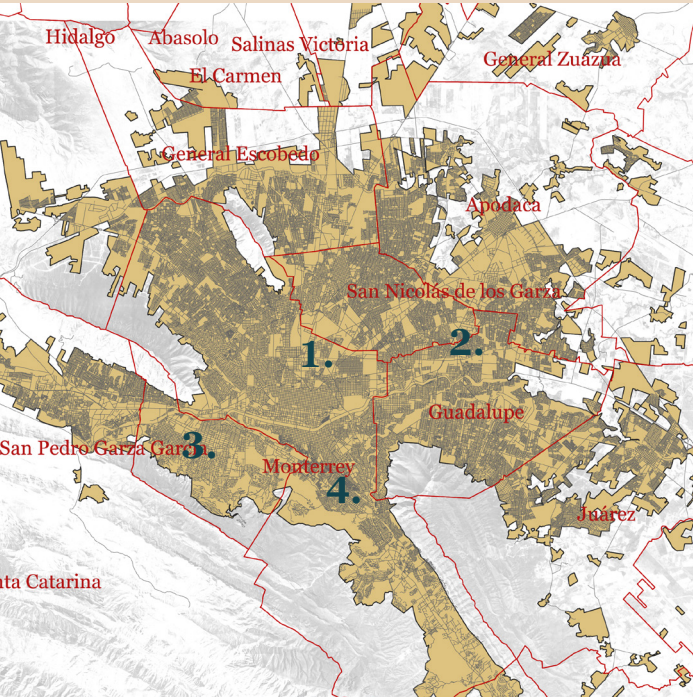 Hidalgo
Abasolo
Salinas Victoria
General Zuazua
El Carmen
General Escobedo
Apodaca
San Nicolás de los Garza
1.
2.
Guadalupe
3.
San Pedro Garza García
Monterrey
4.
Juárez
ta Catarina